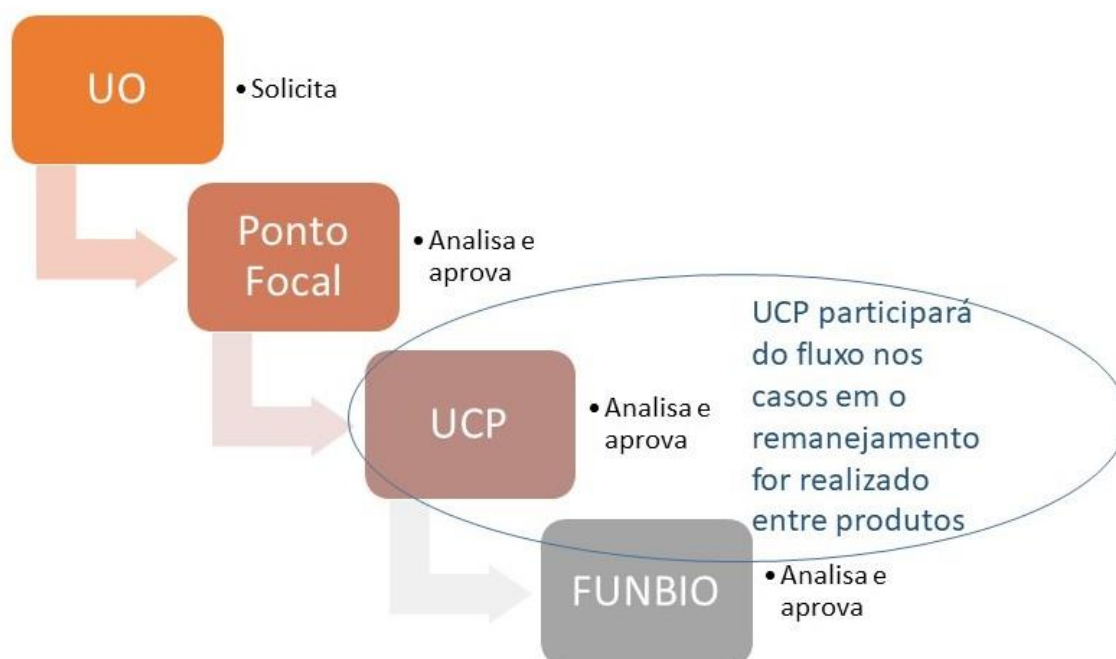 UO
• Solicita
Ponto
Focal
• Analisa e
aprova
UCP
• Analisa e
aprova
UCP participará
do fluxo nos
casos em o
remanejamento
for realizado
entre produtos
FUNBIO
• Analisa e
aprova